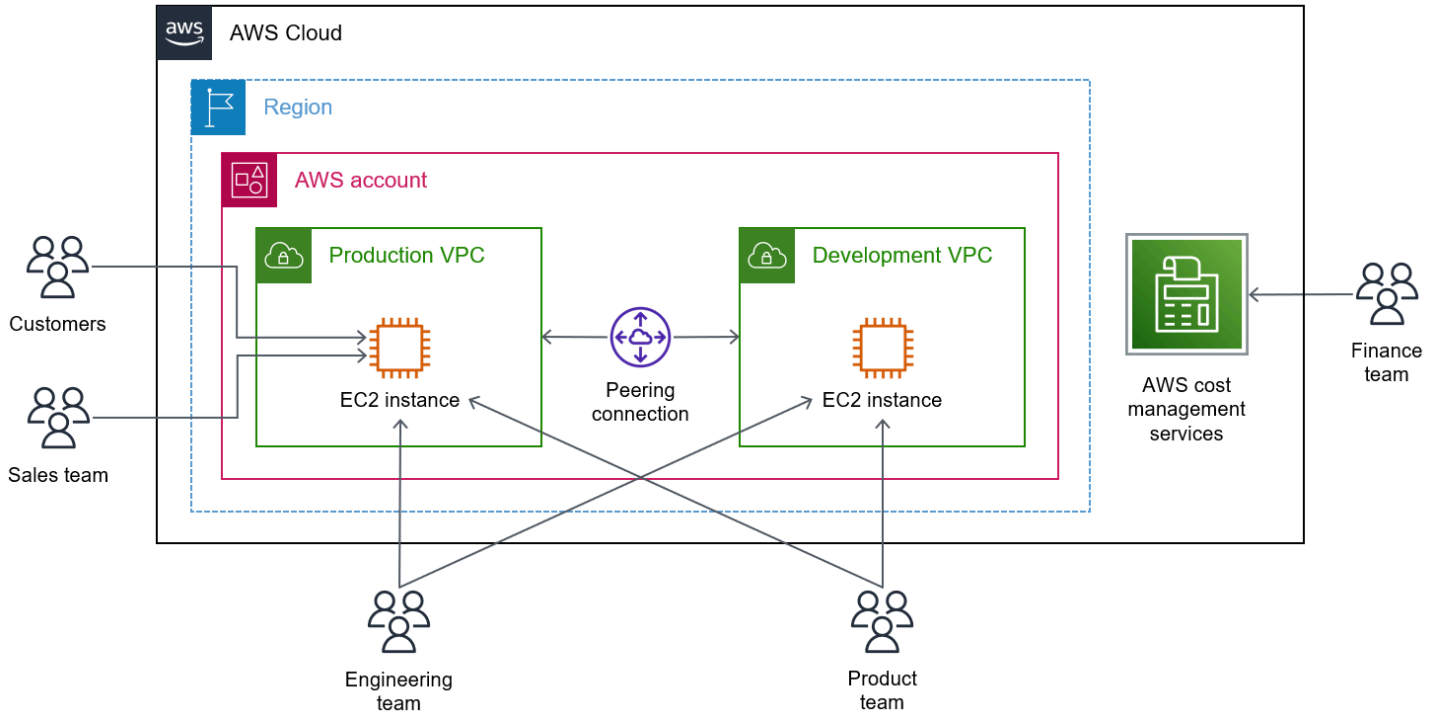 aws
AWS Cloud
Region
AWS account
Production VPC
Development VPC
EC2 instance
EC2 instance
Peering
connection
Customers
Sales team
AWS cost
management
services
Finance
team
Engineering
team
Product
team